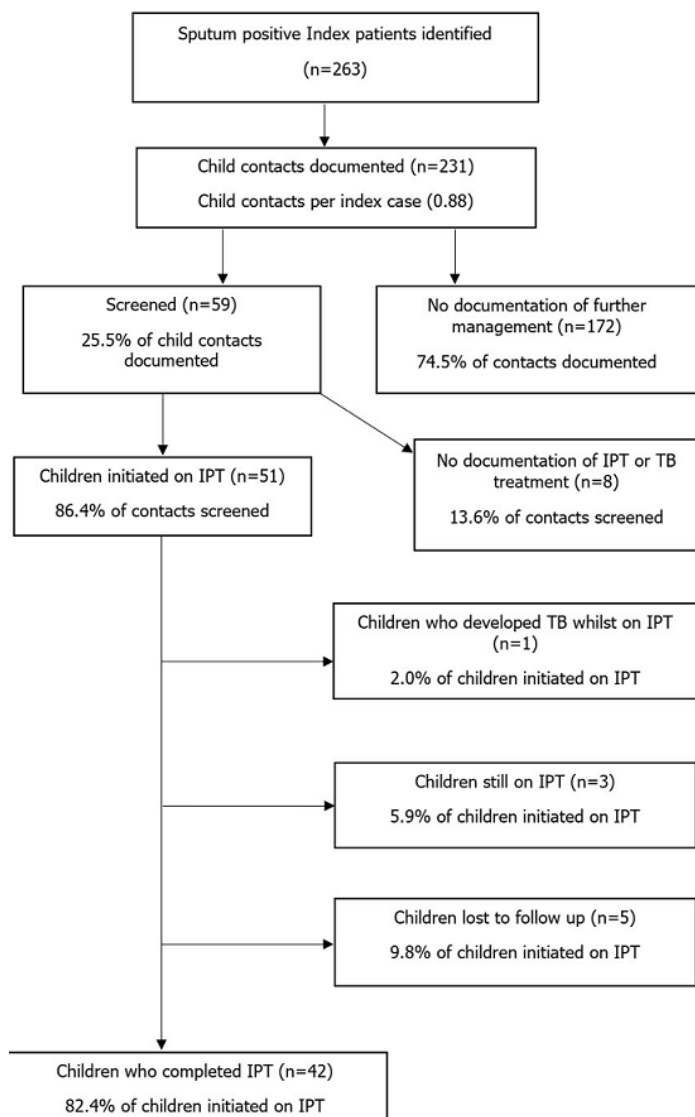 Sputum positive Index patients identified
(n=263)
Child contacts documented (n=231)
Child contacts per index case (0.88)
Screened (n=59)
25.5% of child contacts
documented
No documentation of further
management (n=172)
74.5% of contacts documented
Children initiated on IPT (n=51)
86.4% of contacts screened
No documentation of IPT or TB
treatment (n=8)
13.6% of contacts screened
Children who developed TB whilst on IPT
(n=1)
2.0% of children initiated on IPT
Children still on IPT (n=3)
5.9% of children initiated on IPT
Children lost to follow up (n=5)
9.8% of children initiated on IPT
Children who completed IPT (n=42)
82.4% of children initiated on IPT